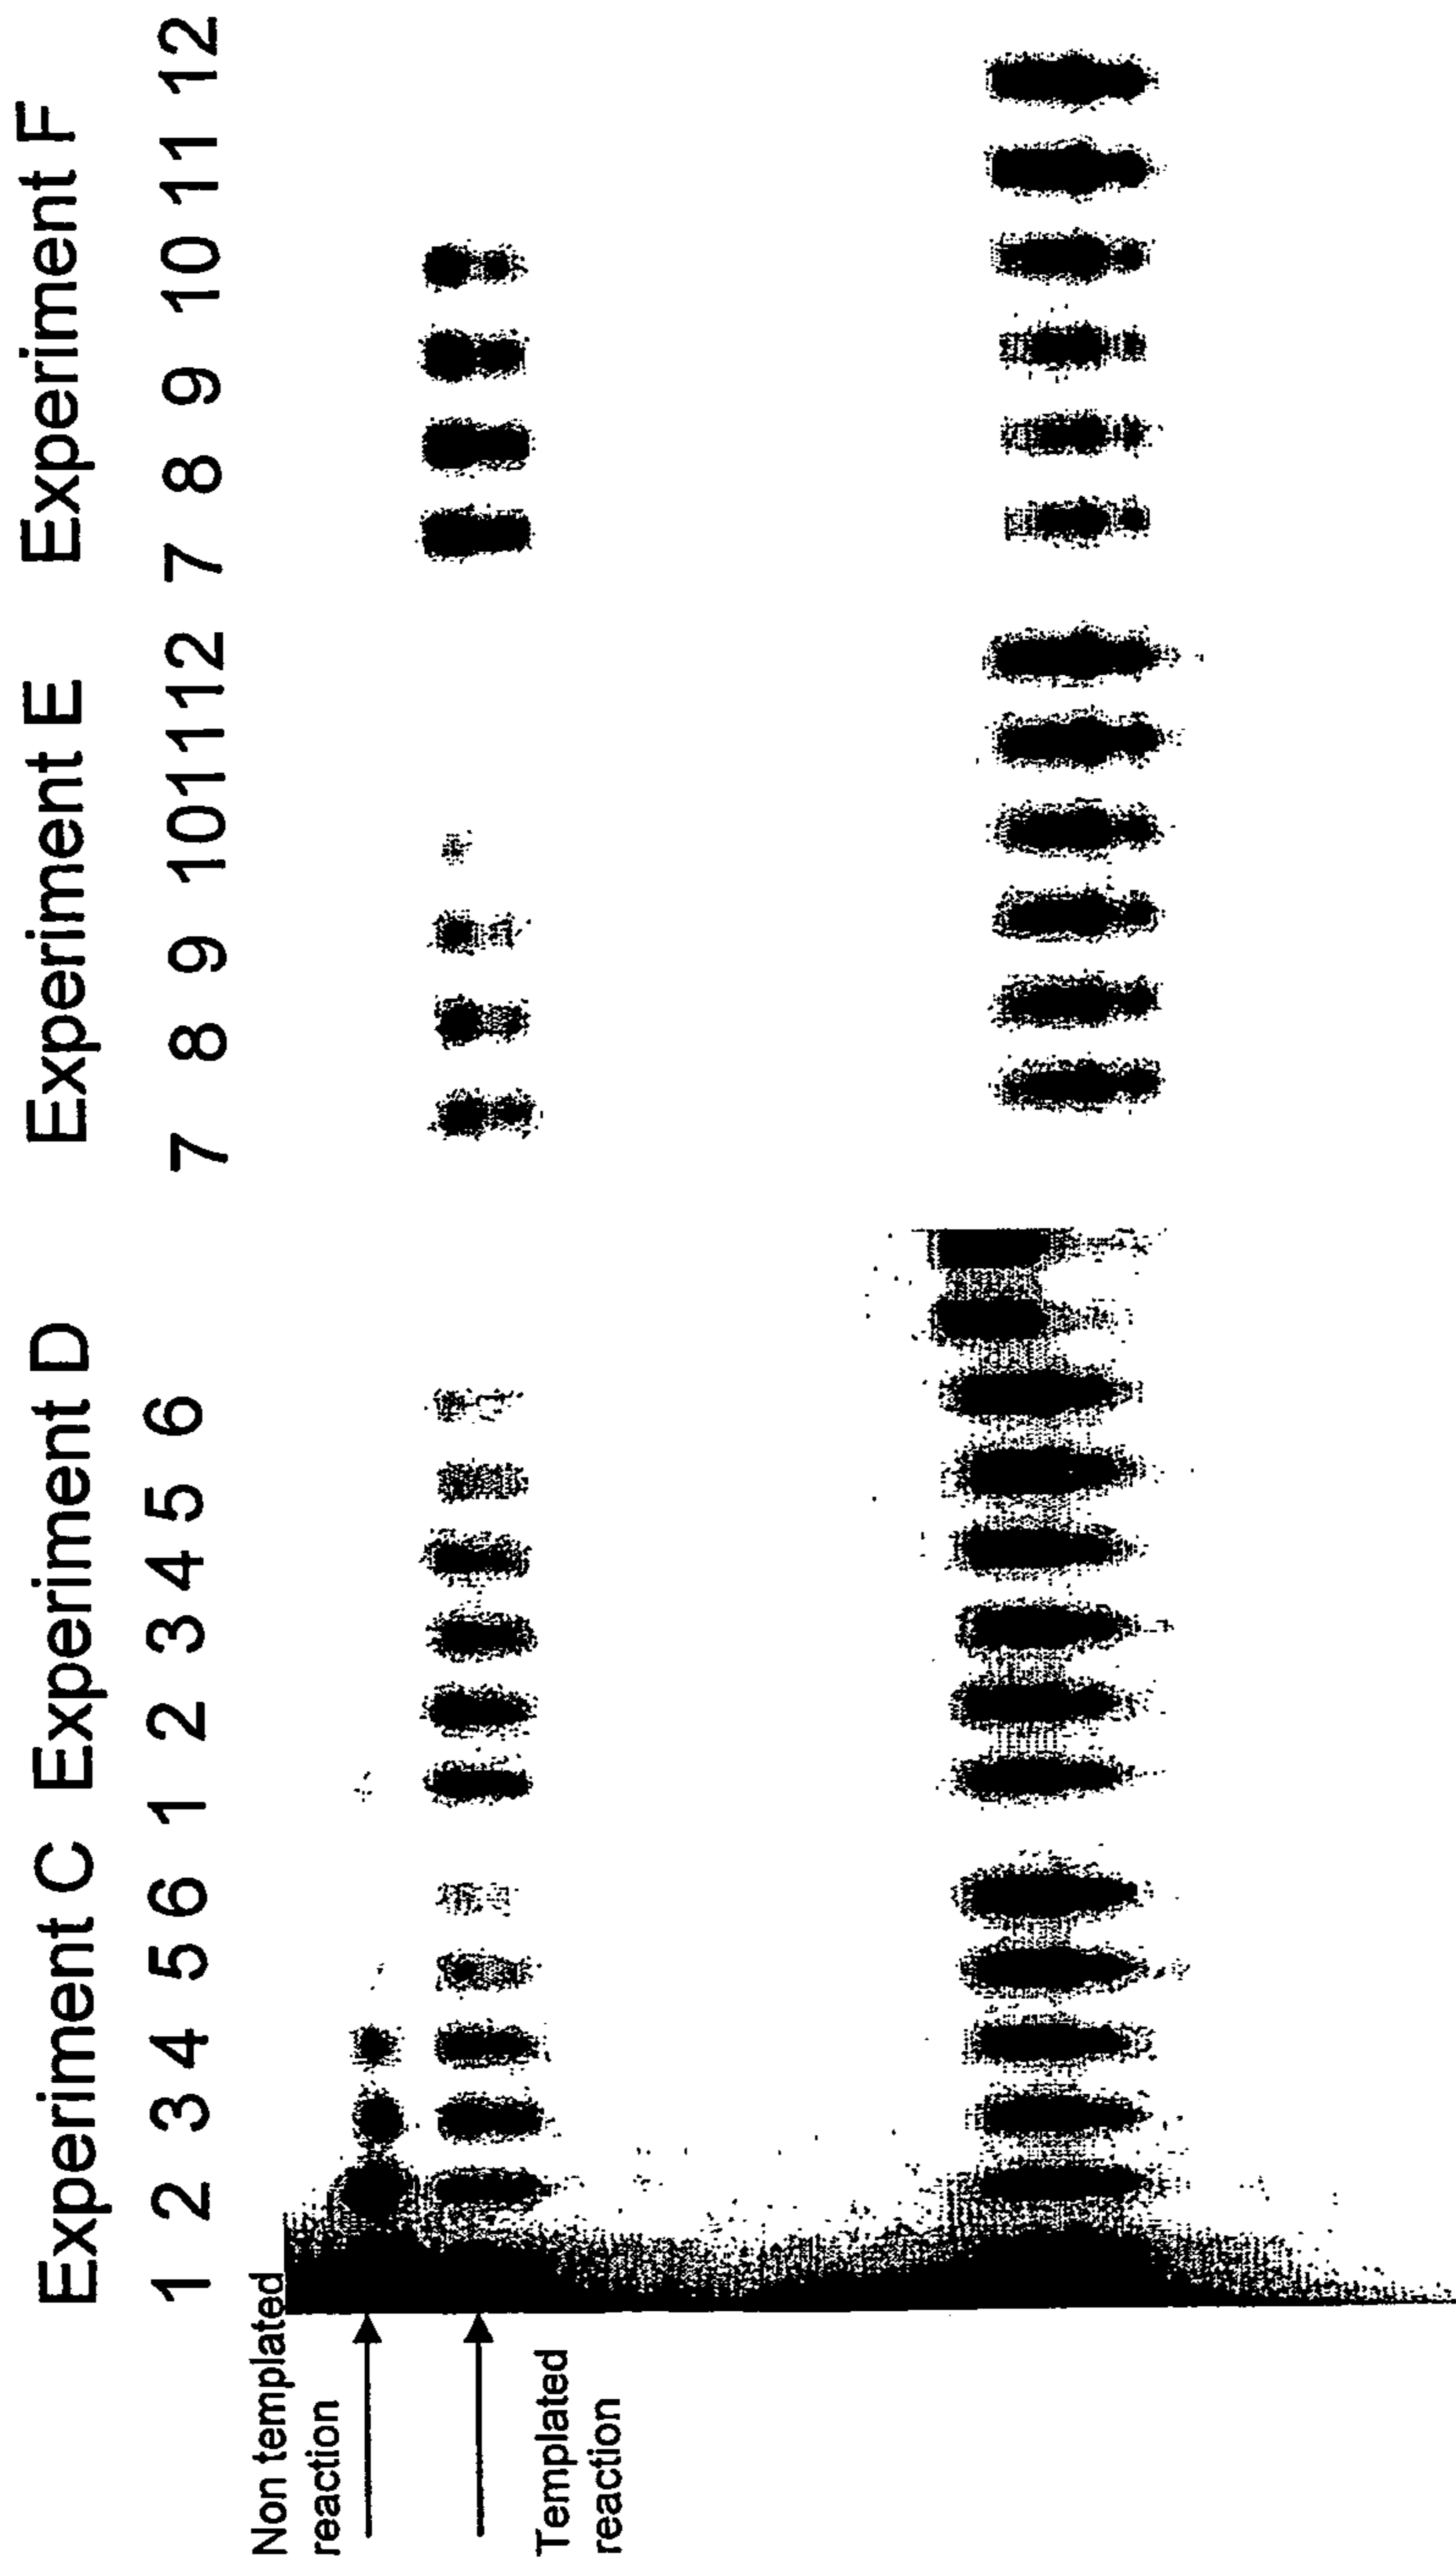 Experiment C Experiment D Experiment E Experiment F
1 2 3 4 5 6 1 2 3 4 5 6 7 8 9 101112 7 8 9 10 11 12
Non templated
reaction
Templated
reaction